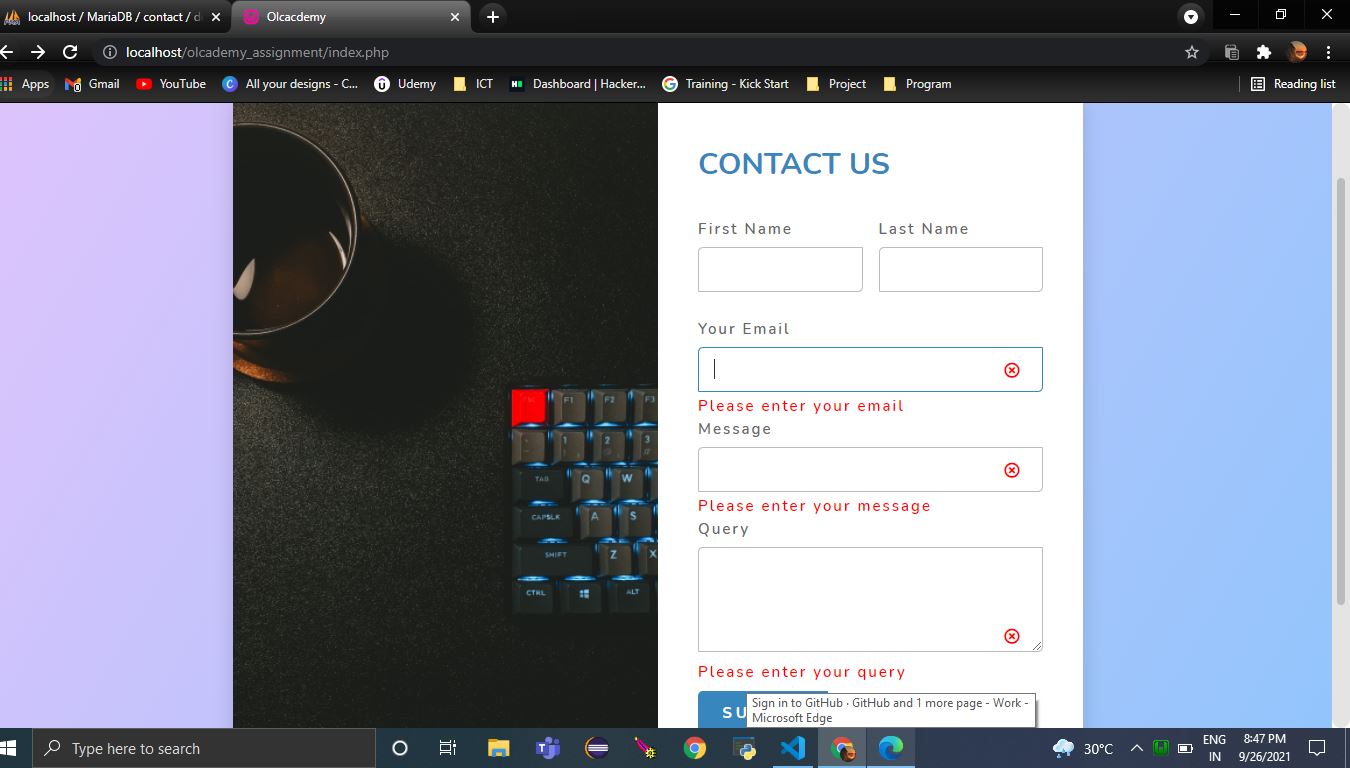 localhost / MariaDB / contact / d
Olcacdemy
localhost/olcademy_assignment/index.php
Apps
Gmail
YouTube
All your designs - C...
Udemy
ICT
Dashboard | Hacker...
Training - Kick Start
Project
Program
Reading list
CONTACT US
First Name
Last Name
Your Email
Please enter your email
Message
Please enter your message
Query
Please enter your query
SU
Sign in to GitHub · GitHub and 1 more page - Work -
Microsoft Edge
F1 F2 F3
1 2 3
TAB Q W
CAPSLK A S
SHIFT Z X
CTRL ALT
Type here to search
30°C
ENG
IN
8:47 PM
9/26/2021